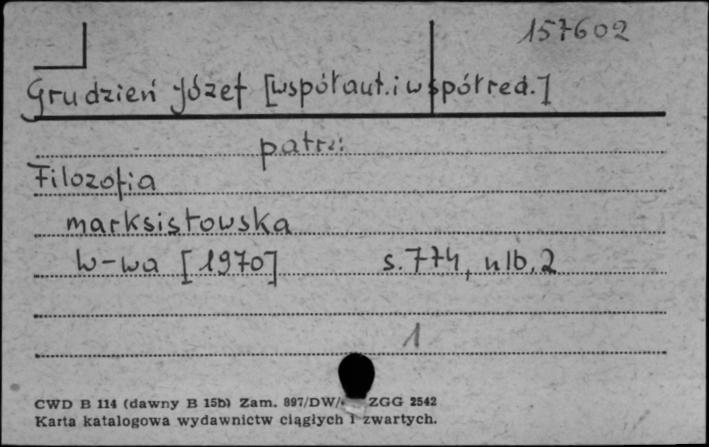 157602
Grudzień Józef [współaut. i współred.]
patrz:
Filozofia
marksistowska
W-wa [1970] s. 774, nlb. 2
1
CWD B 114 (dawny B 15b) Zam. 897/DW/ ZGG 2542
Karta katalogowa wydawnictw ciągłych i zwartych.